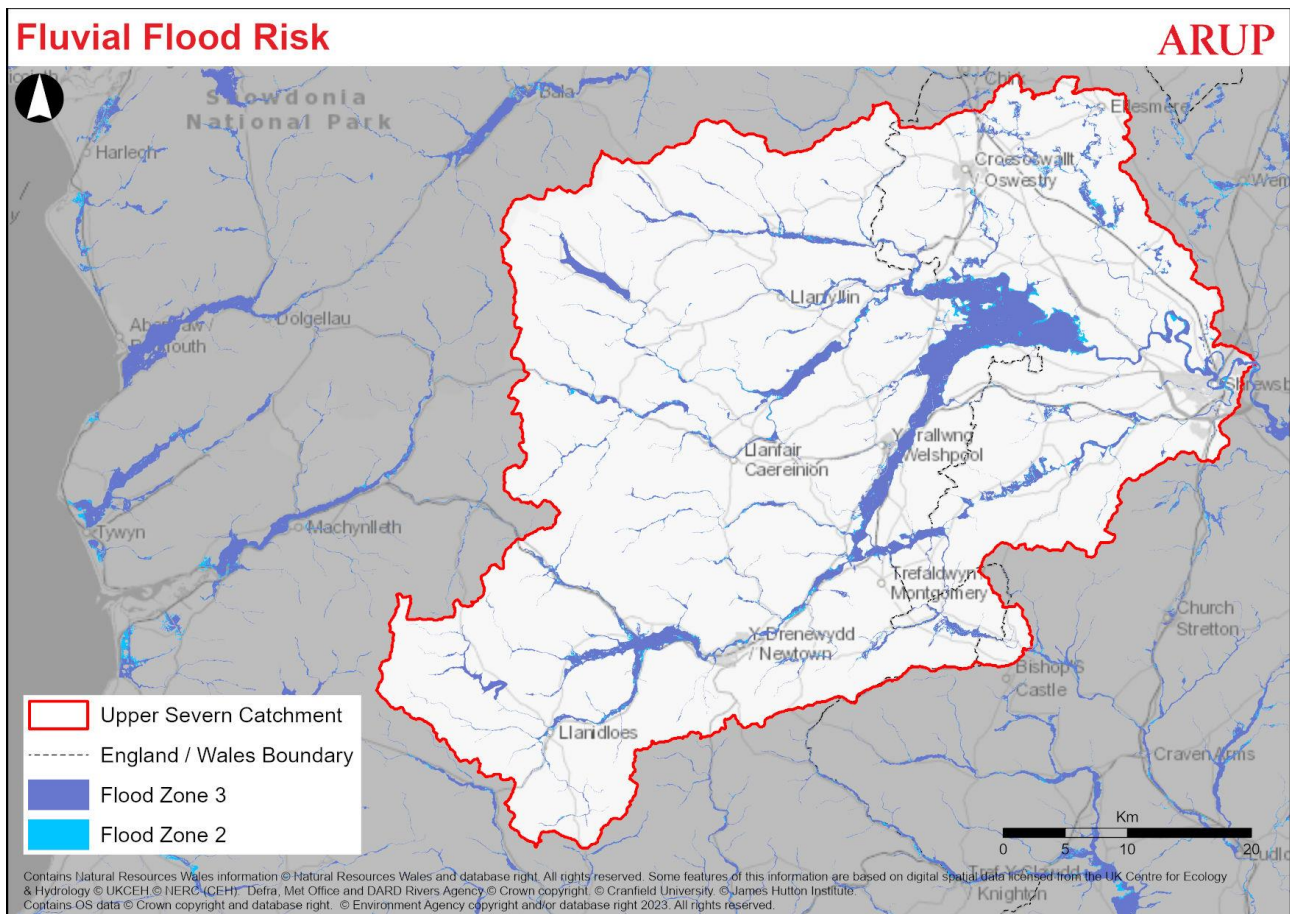 Fluvial Flood Risk
ARUP
Snowdonia
National Park
Bala
Harlech
Dolgellau
Tywyn
Machynlleth
Chirk
Ellesmere
Croesoswallt
/ Oswestry
Wem
Llanfyllin
Shrewsb
Llanfair
Caereinion
Y Trallwng
Welshpool
Trefaldwyn
Montgomery
Church
Stretton
Y Drenewydd
/ Newtown
Bishop's
Castle
Llanidloes
Craven Arms
Ludlo
Knighton
Upper Severn Catchment
England / Wales Boundary
Flood Zone 3
Flood Zone 2
Km
0 5 10 20
Contains Natural Resources Wales information © Natural Resources Wales and database right. All rights reserved. Some features of this information are based on digital spatial data licensed from the UK Centre for Ecology
& Hydrology © UKCEH © NERC (CEH). Defra, Met Office and DARD Rivers Agency © Crown copyright. © Cranfield University. © James Hutton Institute.
Contains OS data © Crown copyright and database right. © Environment Agency copyright and/or database right 2023. All rights reserved.